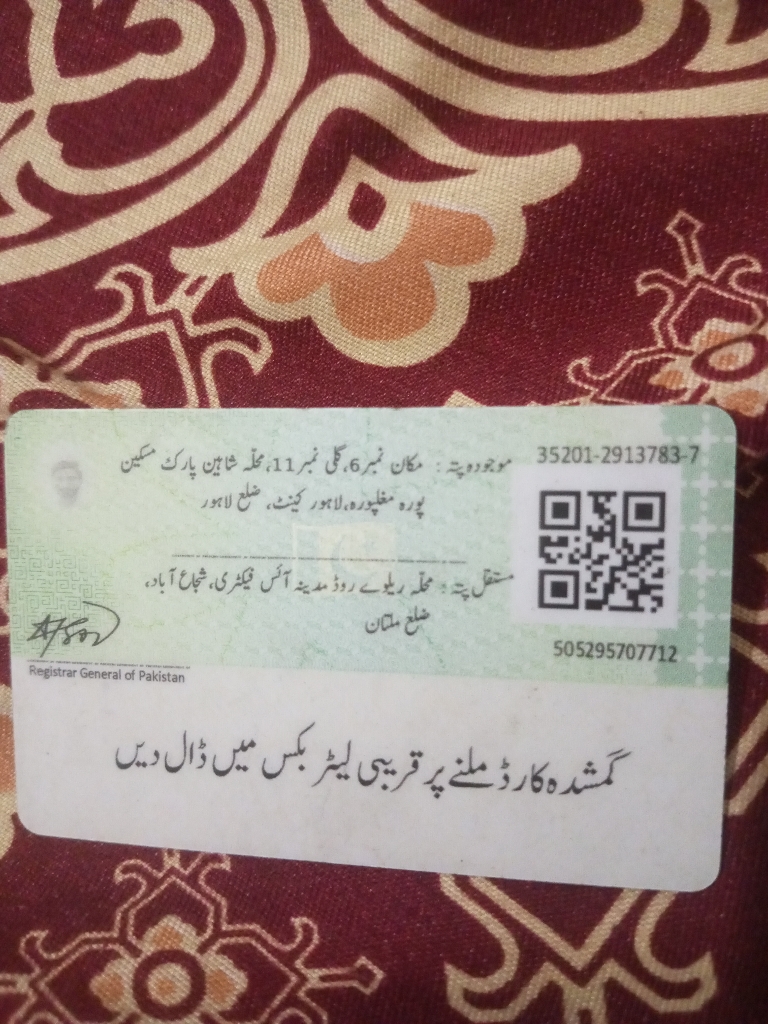 35201-2913783-7
موجودہ پتہ: مکان نمبر 6، گلی نمبر 11، محلّہ شاہین پارک مسکین
پورہ مغلپورہ، لاہور کینٹ، ضلع لاہور
مستقل پتہ: محلّہ ریلوے روڈ مدینہ آئس فیکٹری، شجاع آباد،
ضلع ملتان
505295707712
Registrar General of Pakistan
گمشدہ کارڈ ملنے پر قریبی لیٹر بکس میں ڈال دیں